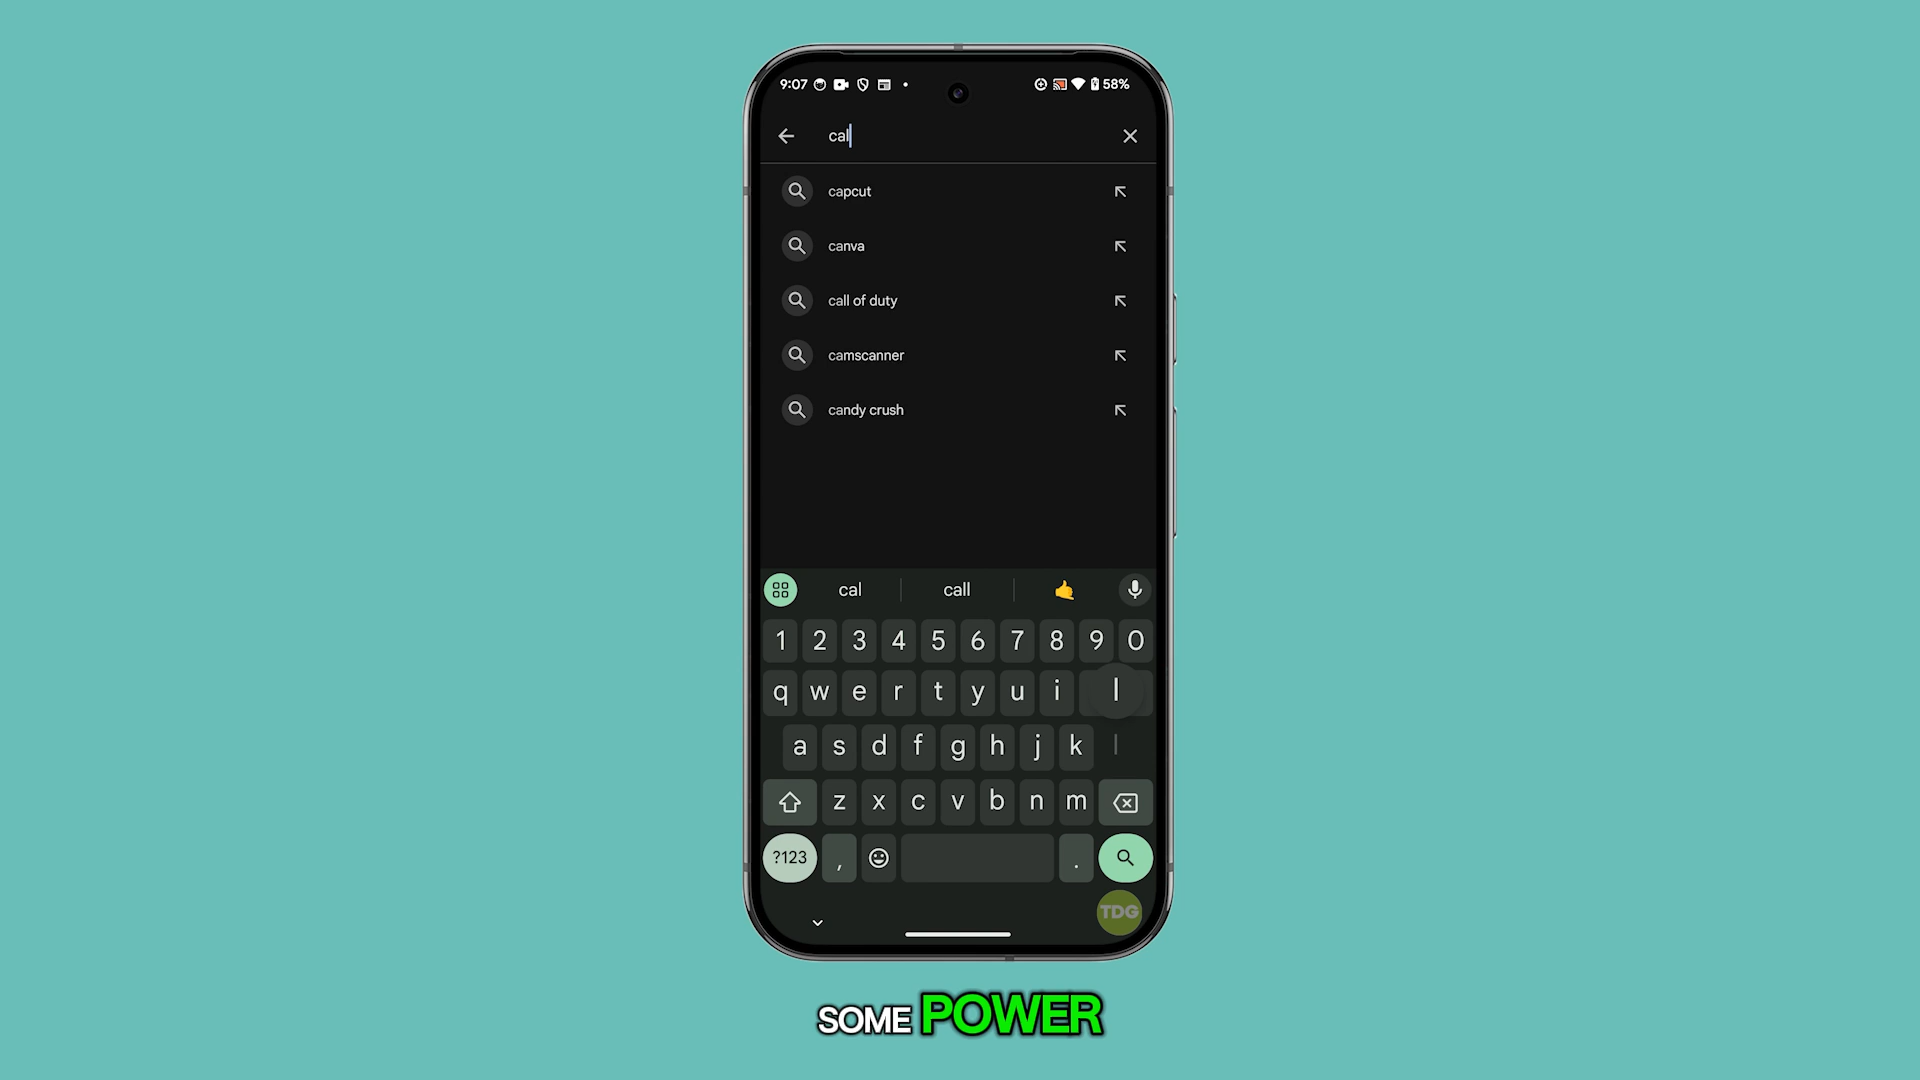 9:07 58%
cal
capcut
canva
call of duty
camscanner
candy crush
cal call
1 2 3 4 5 6 7 8 9 0
q w e r t y u i l
a s d f g h j k l
z x c v b n m
?123 , .
TDG
SOME POWER